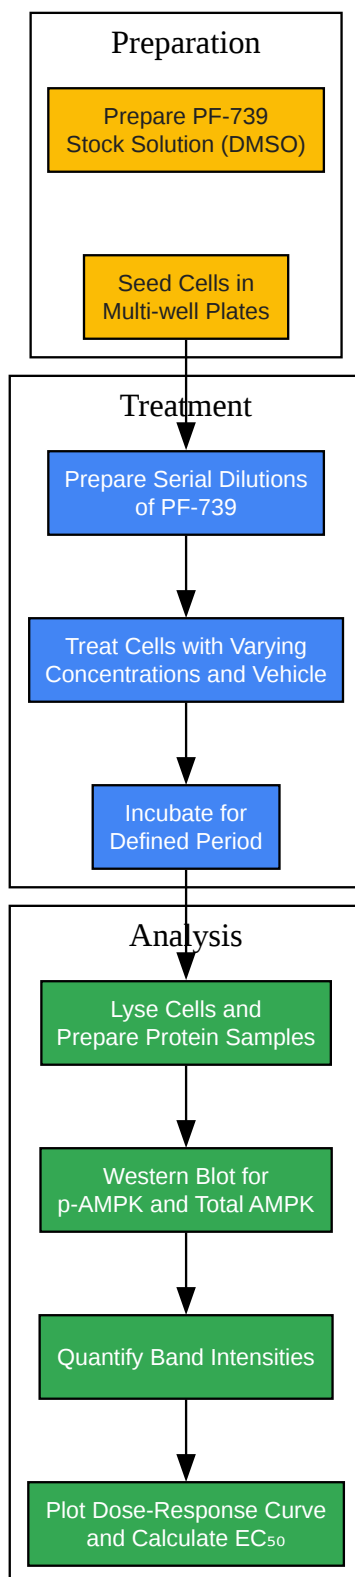 Preparation
Prepare PF-739
Stock Solution (DMSO)
Seed Cells in
Multi-well Plates
Treatment
Prepare Serial Dilutions
of PF-739
Treat Cells with Varying
Concentrations and Vehicle
Incubate for
Defined Period
Analysis
Lyse Cells and
Prepare Protein Samples
Western Blot for
p-AMPK and Total AMPK
Quantify Band Intensities
Plot Dose-Response Curve
and Calculate EC₅₀